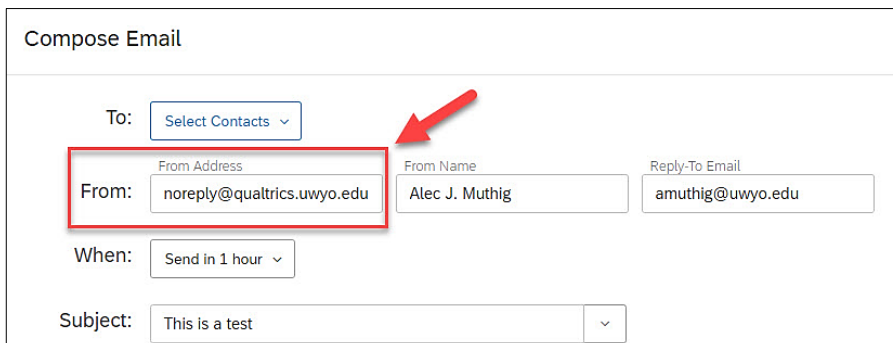 Compose Email
To: Select Contacts
From Address From Name Reply-To Email
From: noreply@qualtrics.uwyo.edu Alec J. Muthig amuthig@uwyo.edu
When: Send in 1 hour
Subject: This is a test